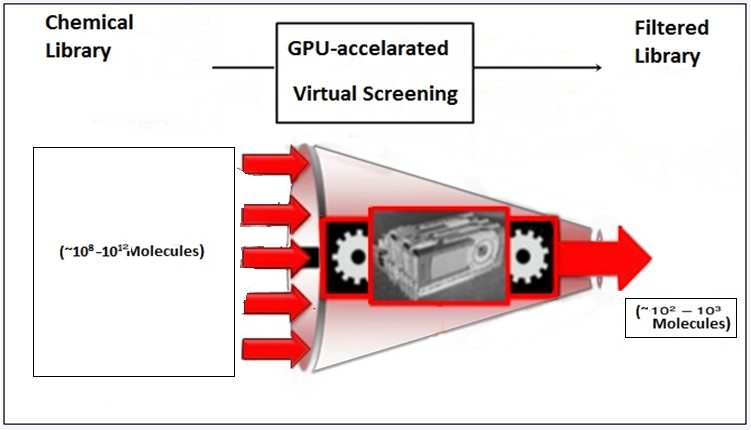 Chemical
Library
GPU-accelarated
Virtual Screening
Filtered
Library
(~10⁸–10¹²Molecules)
(~10² – 10³
Molecules)